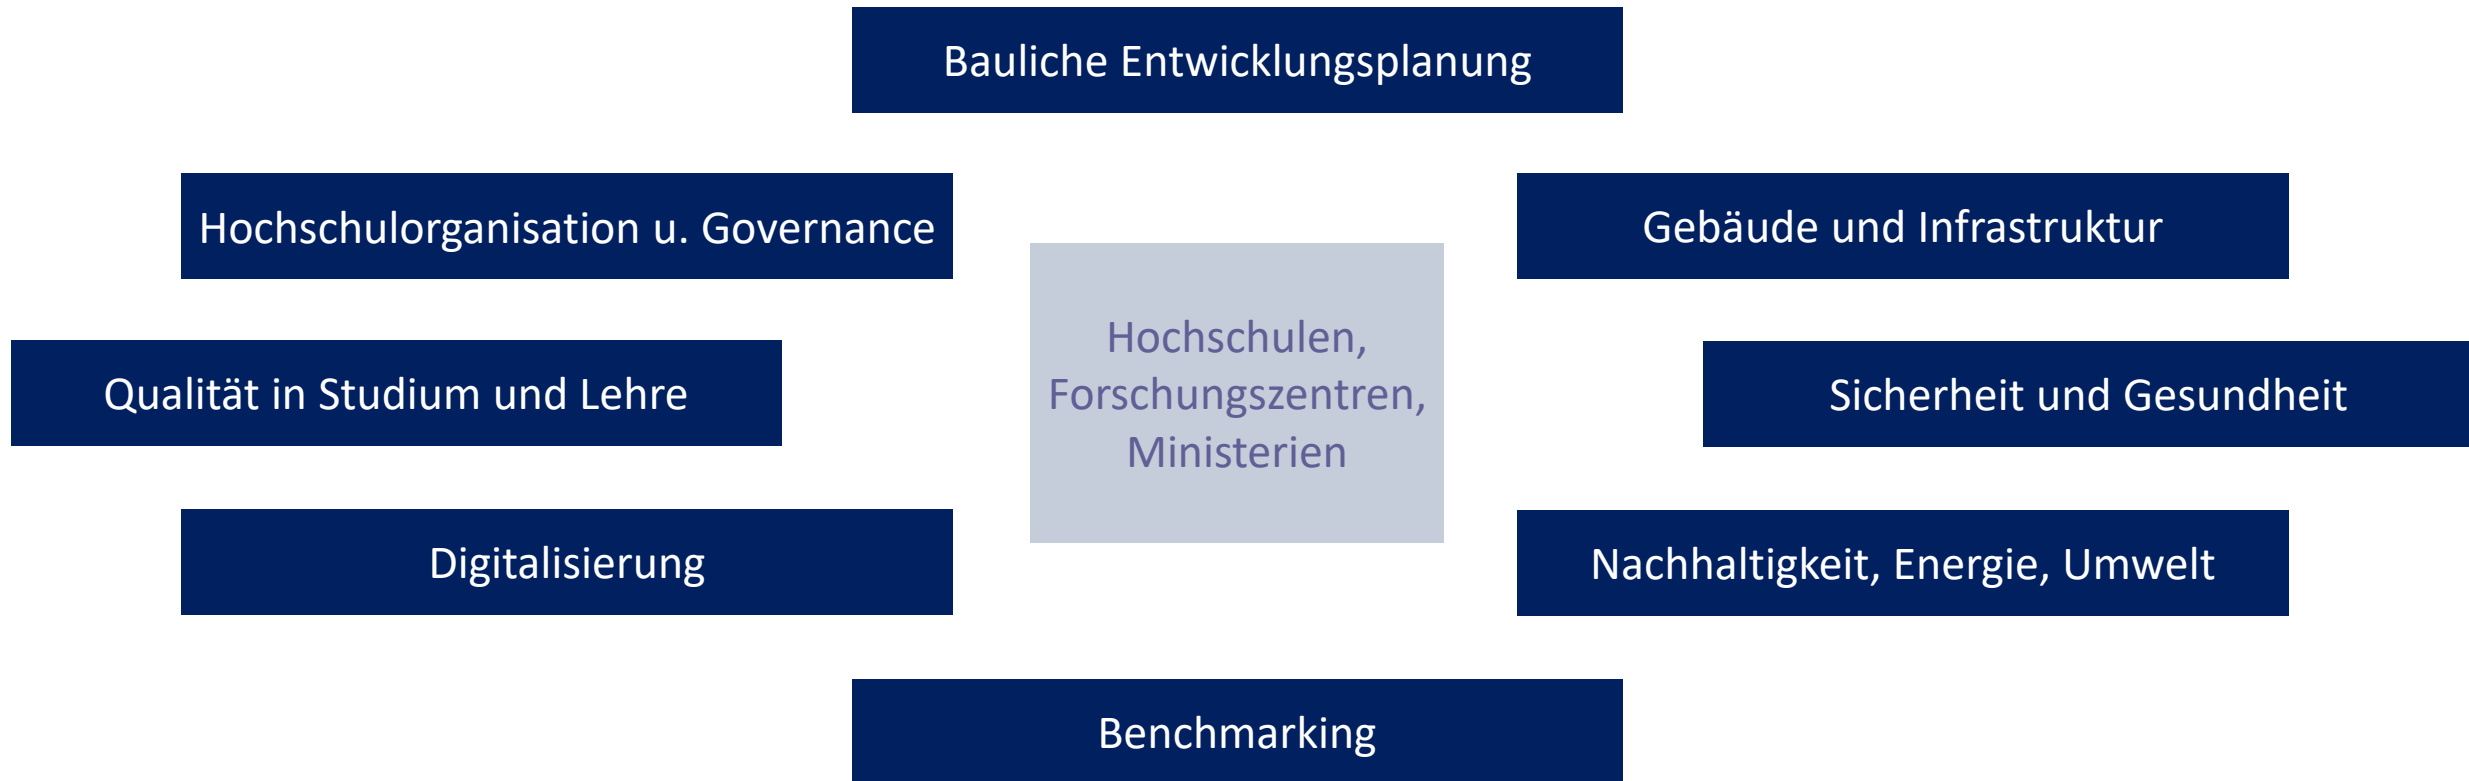 Bauliche Entwicklungsplanung
Hochschulorganisation u. Governance
Gebäude und Infrastruktur
Hochschulen,
Forschungszentren,
Ministerien
Qualität in Studium und Lehre
Sicherheit und Gesundheit
Digitalisierung
Nachhaltigkeit, Energie, Umwelt
Benchmarking